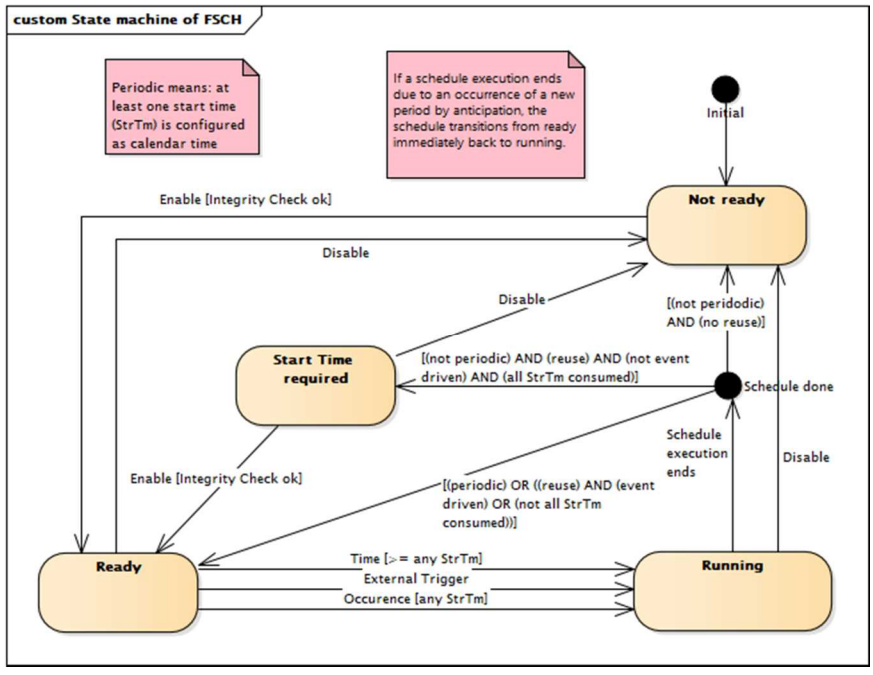 custom State machine of FSCH
Periodic means: at
least one start time
(StrTm) is configured
as calendar time
If a schedule execution ends
due to an occurrence of a new
period by anticipation, the
schedule transitions from ready
immediately back to running.
Initial
Enable [Integrity Check ok]
Not ready
Disable
Disable
[(not peridodic)
AND (no reuse)]
Start Time
required
[(not periodic) AND (reuse) AND (not event
driven) AND (all StrTm consumed)]
Schedule done
Schedule
execution
ends
Disable
Enable [Integrity Check ok]
[(periodic) OR ((reuse) AND (event
driven) OR (not all StrTm
consumed))]
Ready
Time [>= any StrTm]
External Trigger
Occurence [any StrTm]
Running